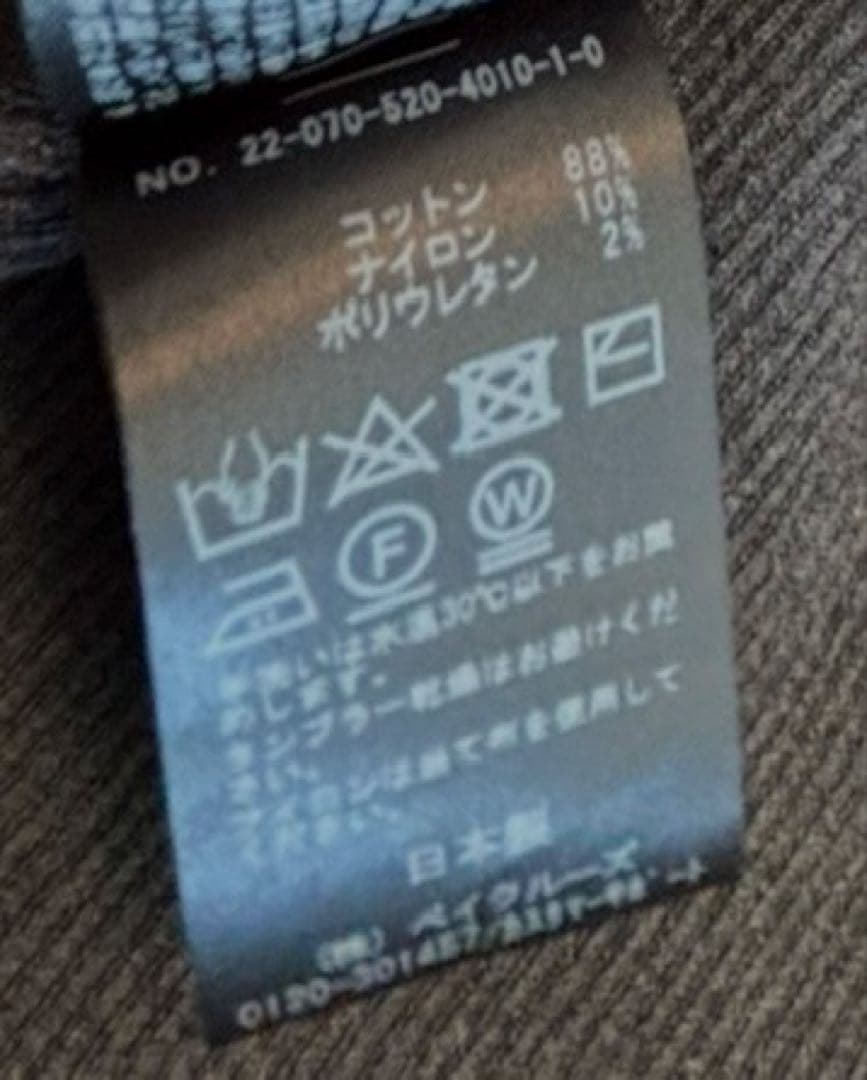 NO. 22-070-520-4010-1-0
コットン 88%
ナイロン 10%
ポリウレタン 2%
F W
手洗いは水温30℃以下をお薦
めします。
タンブラー乾燥はお避けくだ
さい。
アイロンは当て布を使用して
ください。
日本製
(株) ベイクルーズ
0120-301457